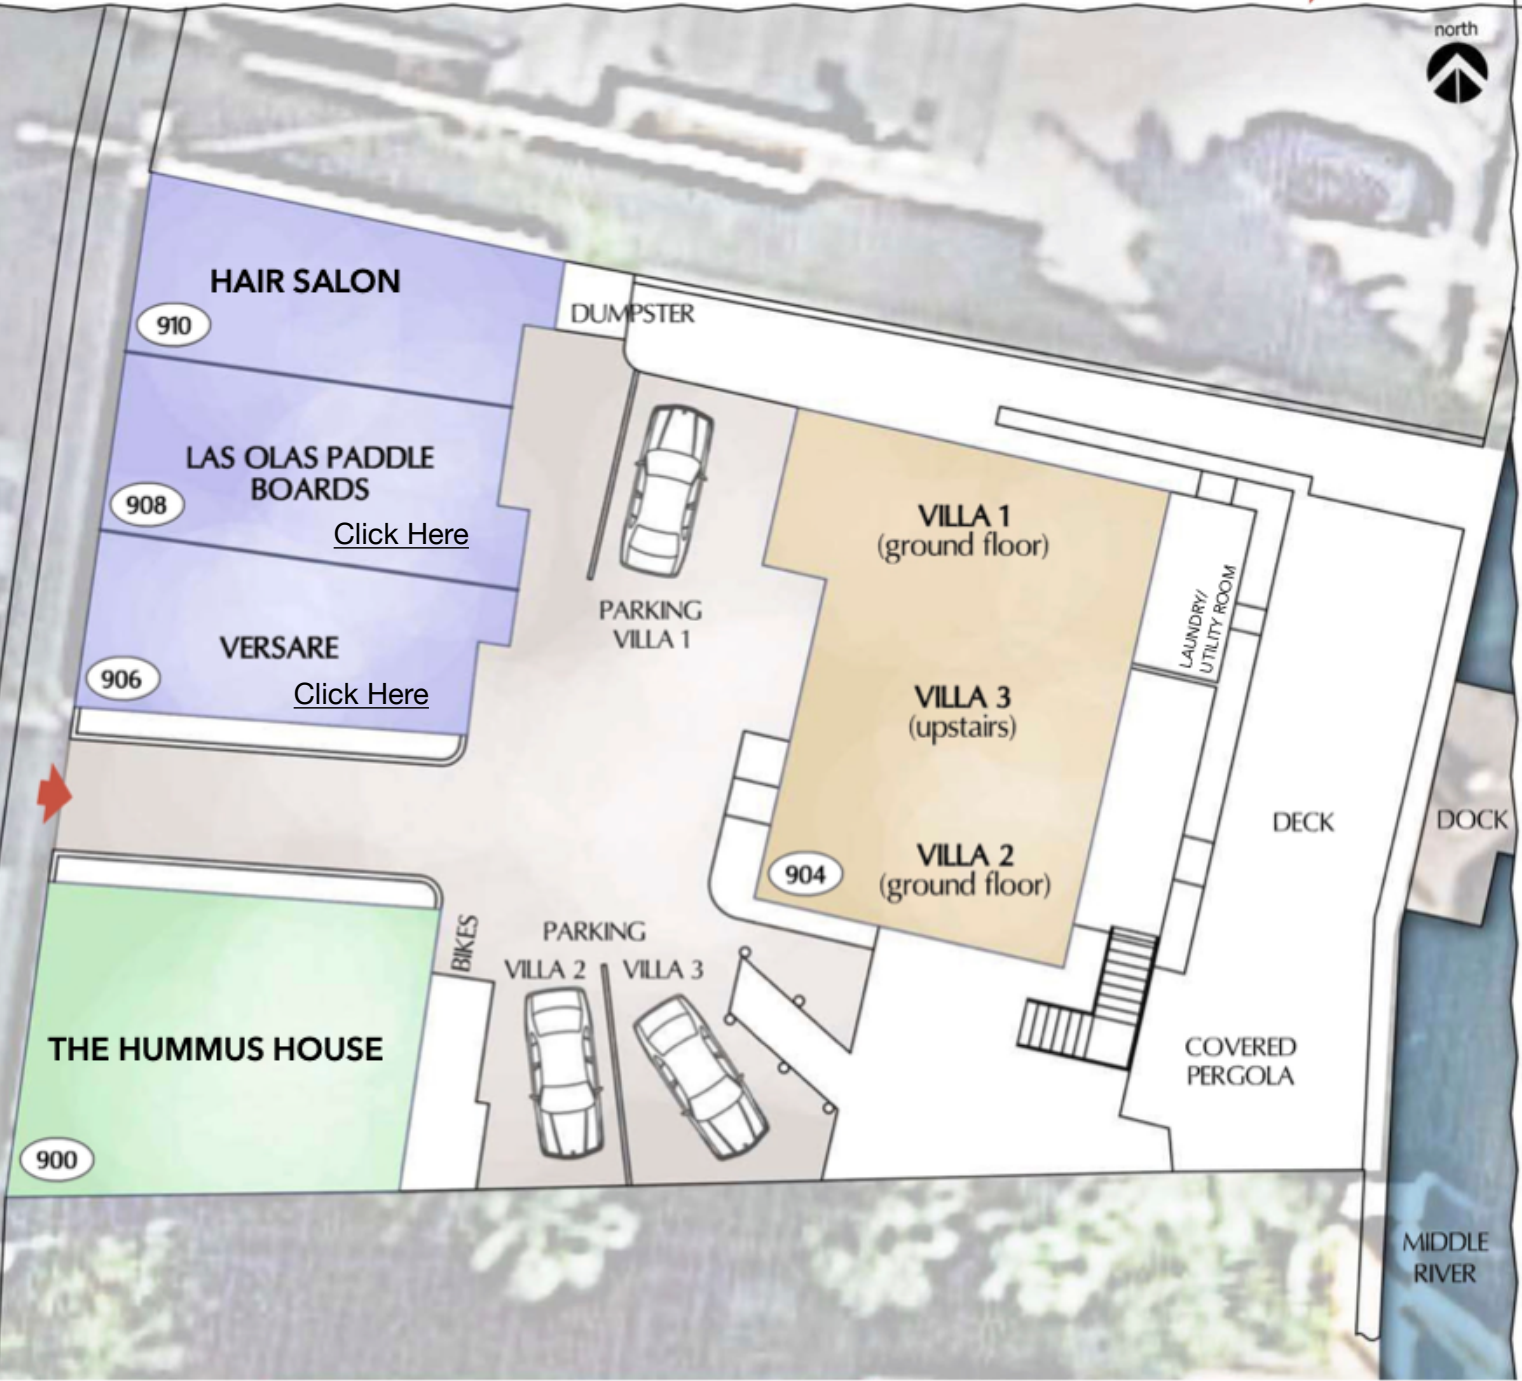 north
HAIR SALON
910
DUMPSTER
LAS OLAS PADDLE
BOARDS
908
Click Here
VERSARE
906
Click Here
PARKING
VILLA 1
VILLA 1
(ground floor)
LAUNDRY/
UTILITY ROOM
VILLA 3
(upstairs)
DECK
DOCK
VILLA 2
(ground floor)
904
BIKES
PARKING
VILLA 2
VILLA 3
THE HUMMUS HOUSE
900
COVERED
PERGOLA
MIDDLE
RIVER